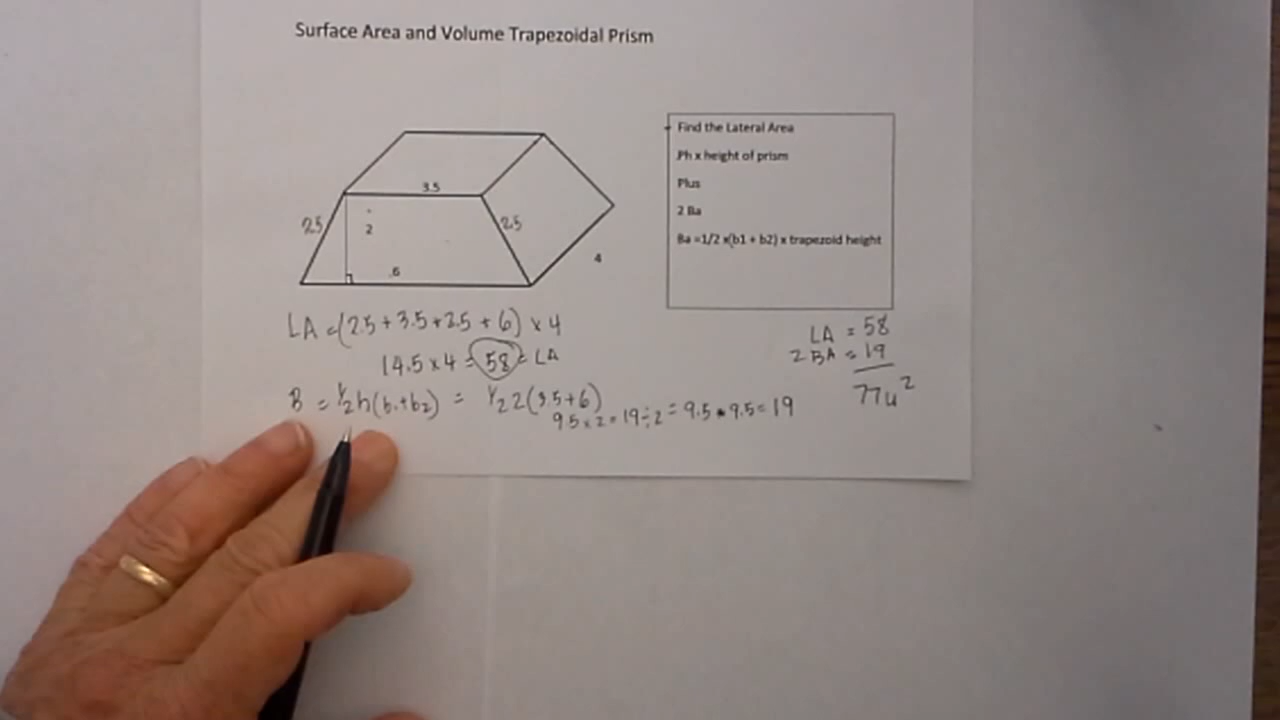 Surface Area and Volume Trapezoidal Prism
3.5
2.5
2
2.5
6
4
Find the Lateral Area
Ph x height of prism
Plus
2 Ba
Ba =1/2 x(b1 + b2) x trapezoid height
LA = (2.5 + 3.5 + 2.5 + 6) x 4
14.5 x 4 = 58 = LA
B = 1/2 h(b1+b2) = 1/2 2(3.5+6)
9.5 x 2 = 19 ÷ 2 = 9.5 + 9.5 = 19
LA = 58
2 BA = 19
77u²